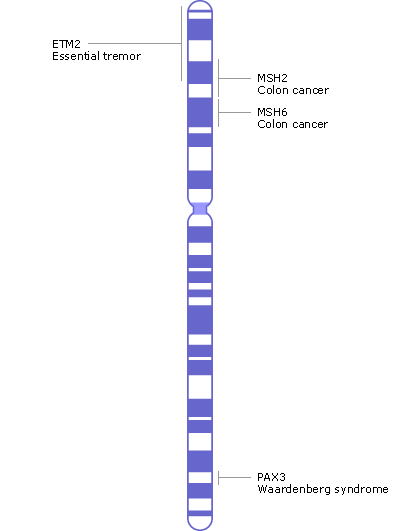 ETM2
Essential tremor
MSH2
Colon cancer
MSH6
Colon cancer
PAX3
Waardenberg syndrome